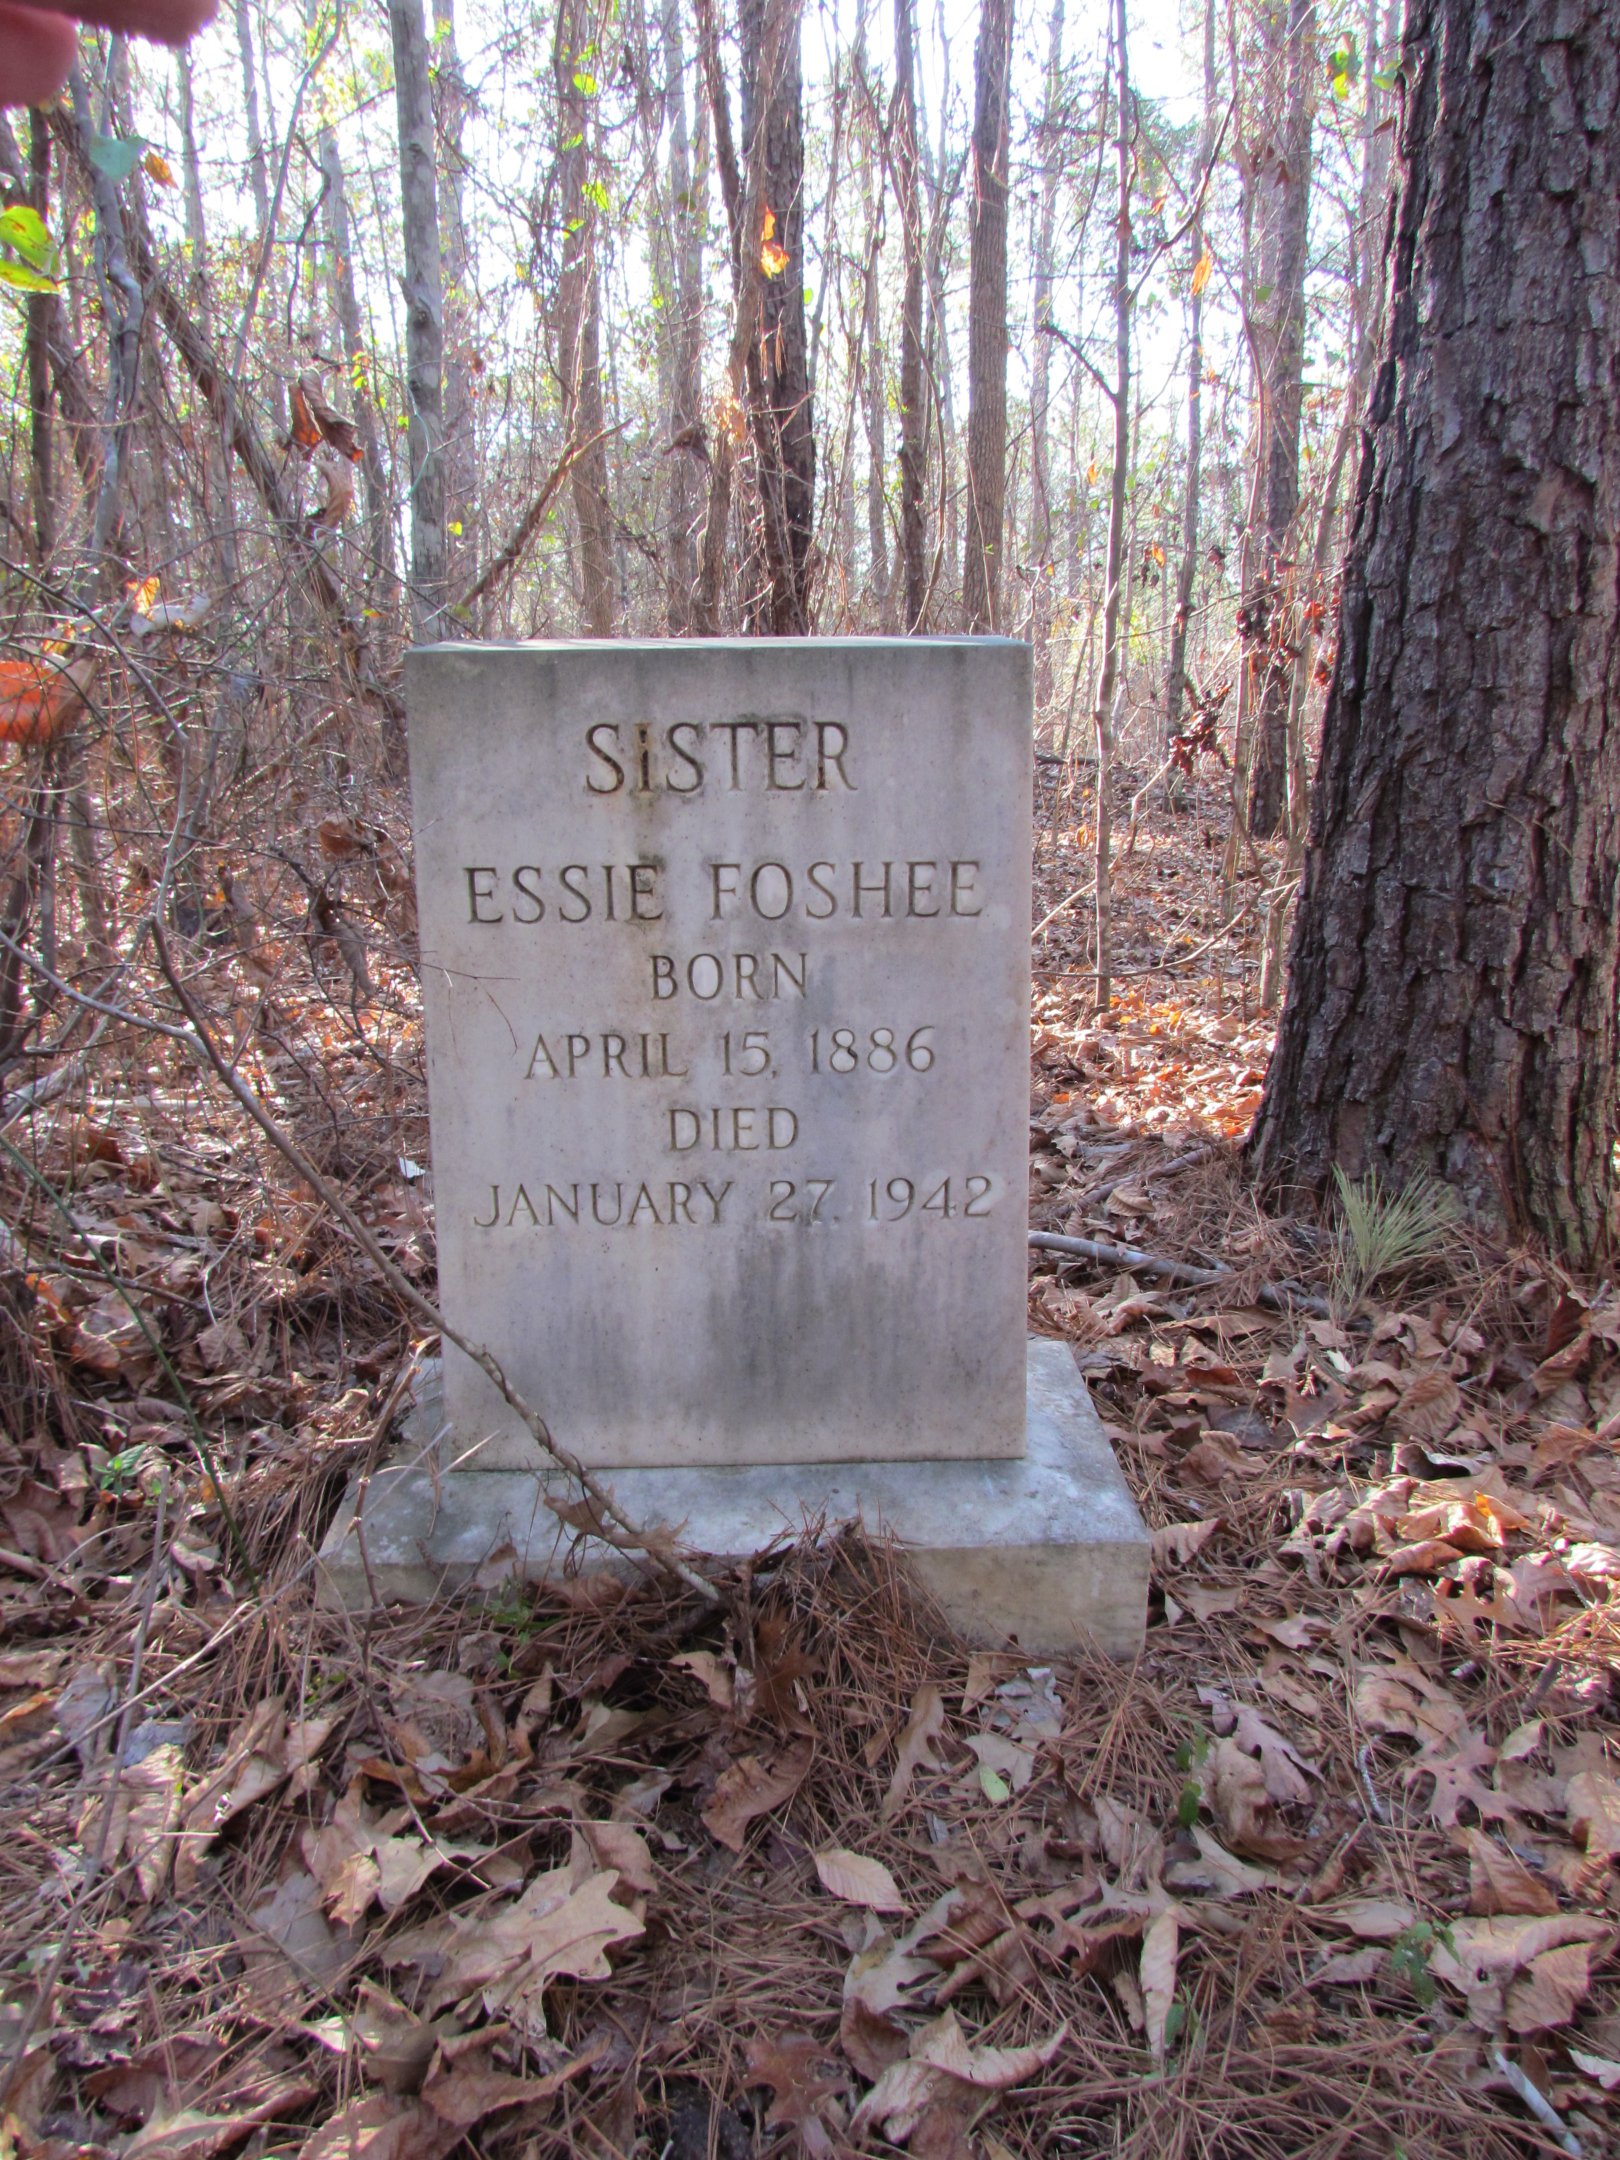 SISTER
ESSIE FOSHEE
BORN
APRIL 15, 1886
DIED
JANUARY 27, 1942